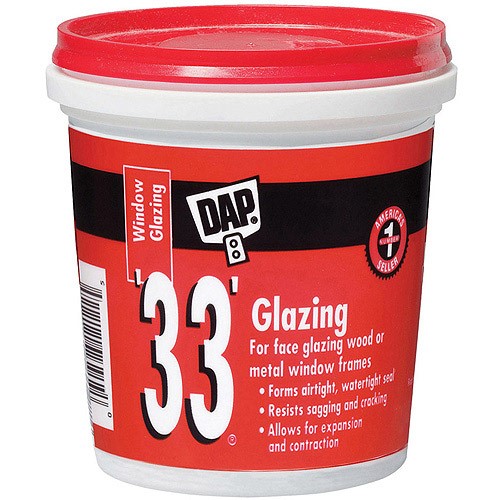 Window
Glazing
DAP®
AMERICA'S
NUMBER
1
SELLER
'33'®
Glazing
For face glazing wood or
metal window frames
• Forms airtight, watertight seal
• Resists sagging and cracking
• Allows for expansion
and contraction